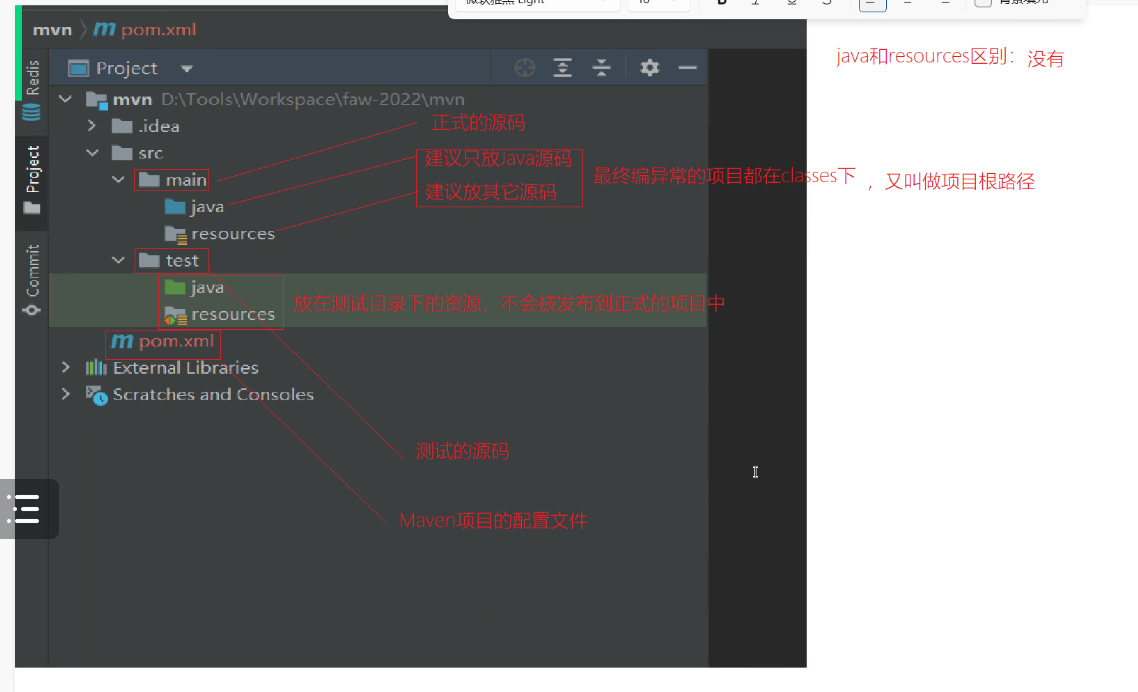 mvn > pom.xml
java和resources区别：没有
Project
mvn D:\Tools\Workspace\faw-2022\mvn
.idea
正式的源码
src
建议只放Java源码
main
最终编异常的项目都在classes下，又叫做项目根路径
建议放其它源码
java
resources
test
java
放在测试目录下的资源，不会被发布到正式的项目中
resources
pom.xml
External Libraries
Scratches and Consoles
测试的源码
Maven项目的配置文件
Redis
Project
Commit